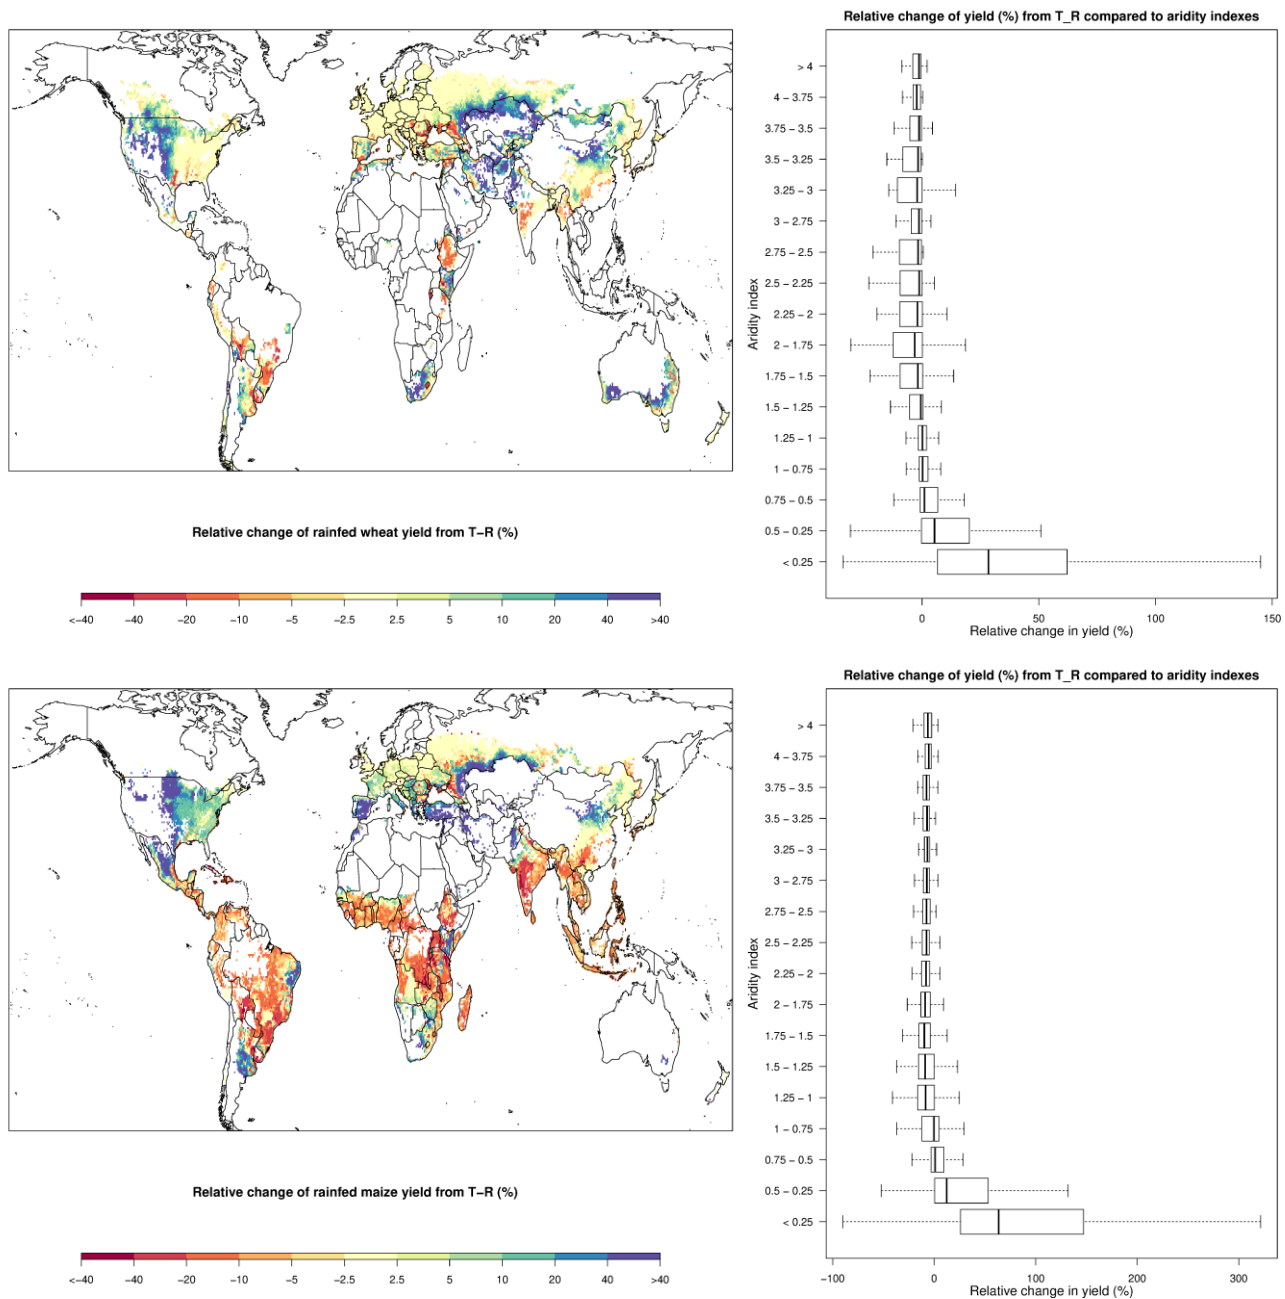 Relative change of yield (%) from T_R compared to aridity indexes
> 4
4 − 3.75
3.75 − 3.5
3.5 − 3.25
3.25 − 3
3 − 2.75
2.75 − 2.5
2.5 − 2.25
2.25 − 2
2 − 1.75
1.75 − 1.5
1.5 − 1.25
1.25 − 1
1 − 0.75
0.75 − 0.5
0.5 − 0.25
< 0.25
Aridity index
0 50 100 150
Relative change in yield (%)
Relative change of rainfed wheat yield from T−R (%)
<−40 −40 −20 −10 −5 −2.5 2.5 5 10 20 40 >40
Relative change of yield (%) from T_R compared to aridity indexes
> 4
4 − 3.75
3.75 − 3.5
3.5 − 3.25
3.25 − 3
3 − 2.75
2.75 − 2.5
2.5 − 2.25
2.25 − 2
2 − 1.75
1.75 − 1.5
1.5 − 1.25
1.25 − 1
1 − 0.75
0.75 − 0.5
0.5 − 0.25
< 0.25
Aridity index
−100 0 100 200 300
Relative change in yield (%)
Relative change of rainfed maize yield from T−R (%)
<−40 −40 −20 −10 −5 −2.5 2.5 5 10 20 40 >40